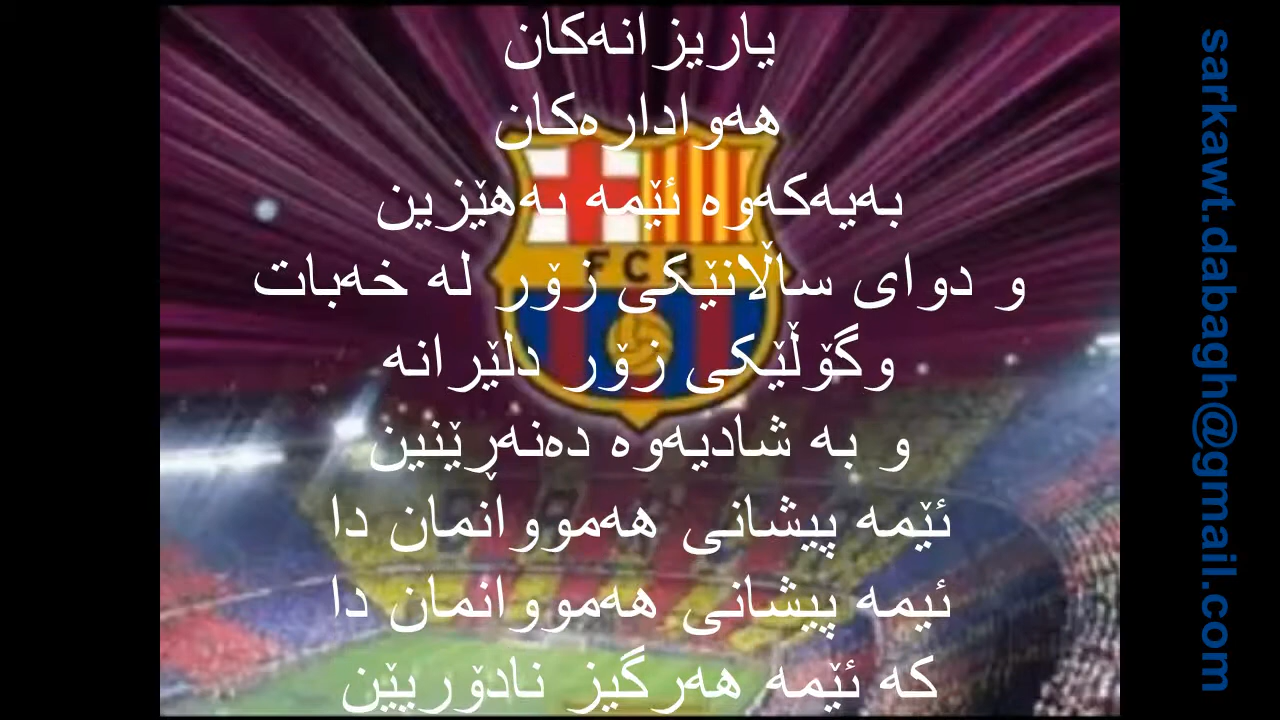 یاریزانەکان
هەوادارەکان
بەیەکەوە ئێمە بەهێزین
و دوای ساڵانێکی زۆر لە خەبات
وگۆڵێکی زۆر دلێرانە
و بە شادیەوە دەنەڕێنین
ئێمە پیشانی هەمووانمان دا
ئیمە پیشانی هەمووانمان دا
کە ئێمە هەرگیز نادۆریێن
FCB
sarkawt.dabagh@gmail.com